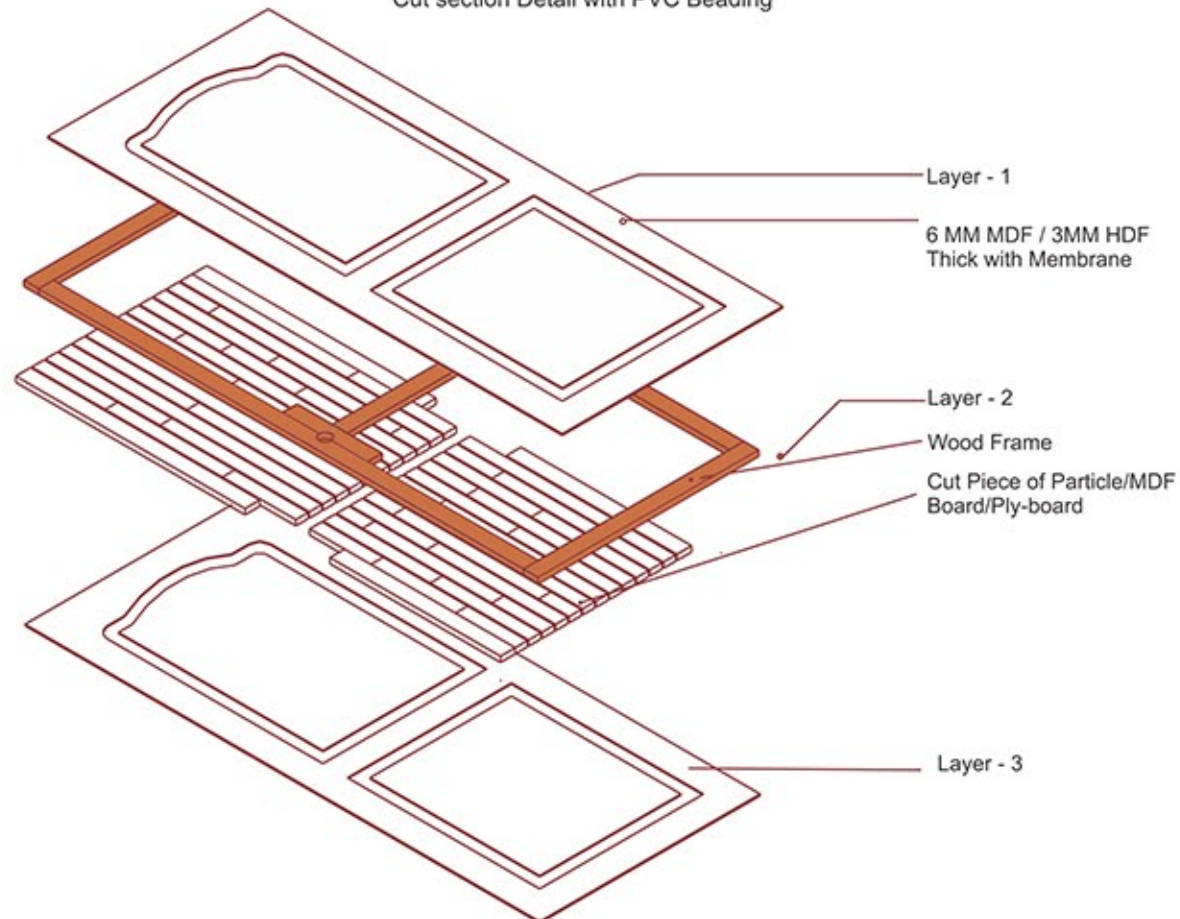 Cut section Detail with PVC Beading
Layer - 1
6 MM MDF / 3MM HDF
Thick with Membrane
Layer - 2
Wood Frame
Cut Piece of Particle/MDF
Board/Ply-board
Layer - 3